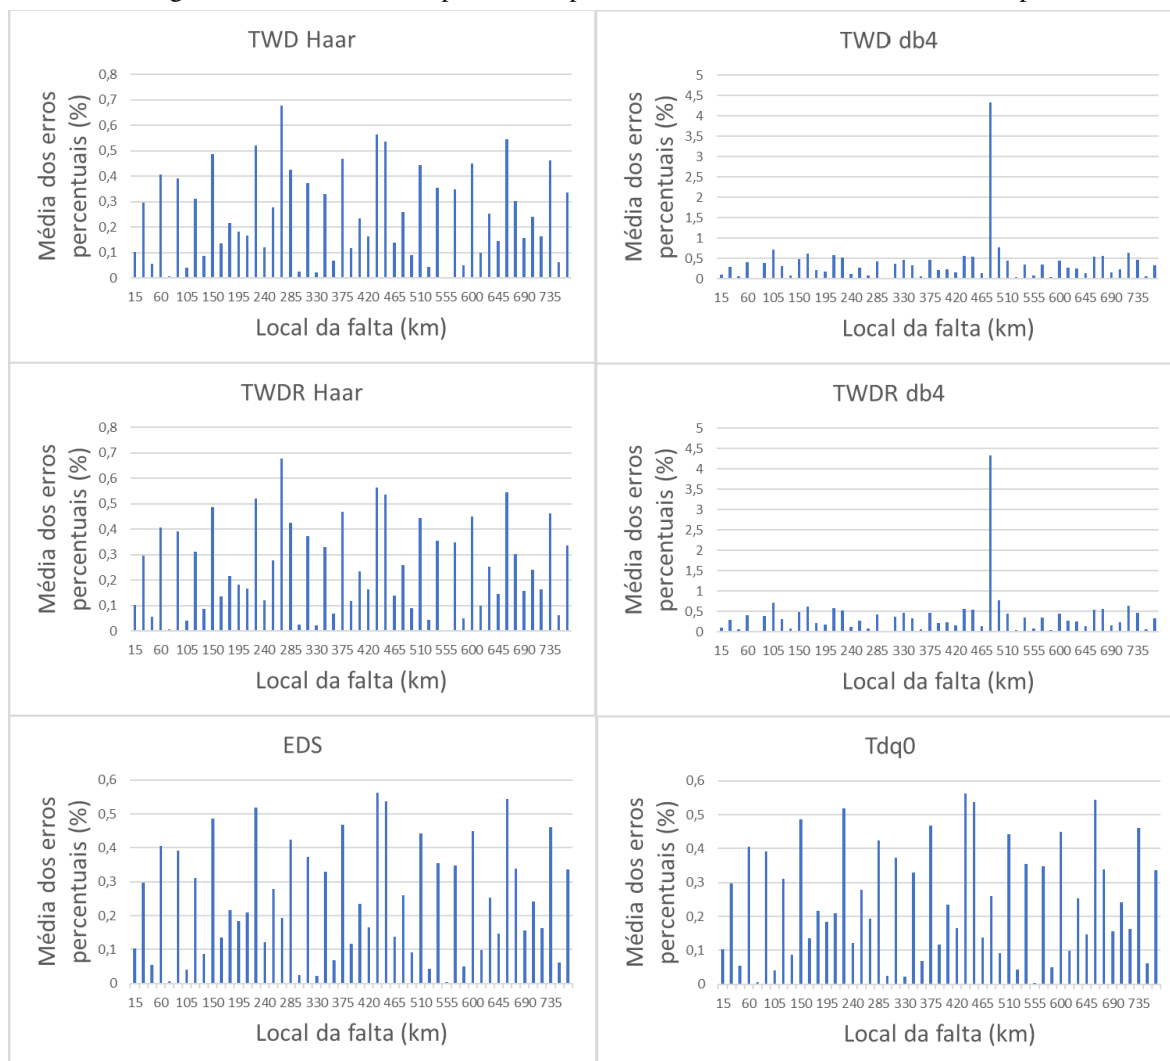 TWD Haar
Média dos erros
percentuais (%)
0,8
0,7
0,6
0,5
0,4
0,3
0,2
0,1
0
15 60 105 150 195 240 285 330 375 420 465 510 555 600 645 690 735
Local da falta (km)
TWD db4
Média dos erros
percentuais (%)
5
4,5
4
3,5
3
2,5
2
1,5
1
0,5
0
15 60 105 150 195 240 285 330 375 420 465 510 555 600 645 690 735
Local da falta (km)
TWDR Haar
Média dos erros
percentuais (%)
0,8
0,7
0,6
0,5
0,4
0,3
0,2
0,1
0
15 60 105 150 195 240 285 330 375 420 465 510 555 600 645 690 735
Local da falta (km)
TWDR db4
Média dos erros
percentuais (%)
5
4,5
4
3,5
3
2,5
2
1,5
1
0,5
0
15 60 105 150 195 240 285 330 375 420 465 510 555 600 645 690 735
Local da falta (km)
EDS
Média dos erros
percentuais (%)
0,6
0,5
0,4
0,3
0,2
0,1
0
15 60 105 150 195 240 285 330 375 420 465 510 555 600 645 690 735
Local da falta (km)
Tdq0
Média dos erros
percentuais (%)
0,6
0,5
0,4
0,3
0,2
0,1
0
15 60 105 150 195 240 285 330 375 420 465 510 555 600 645 690 735
Local da falta (km)